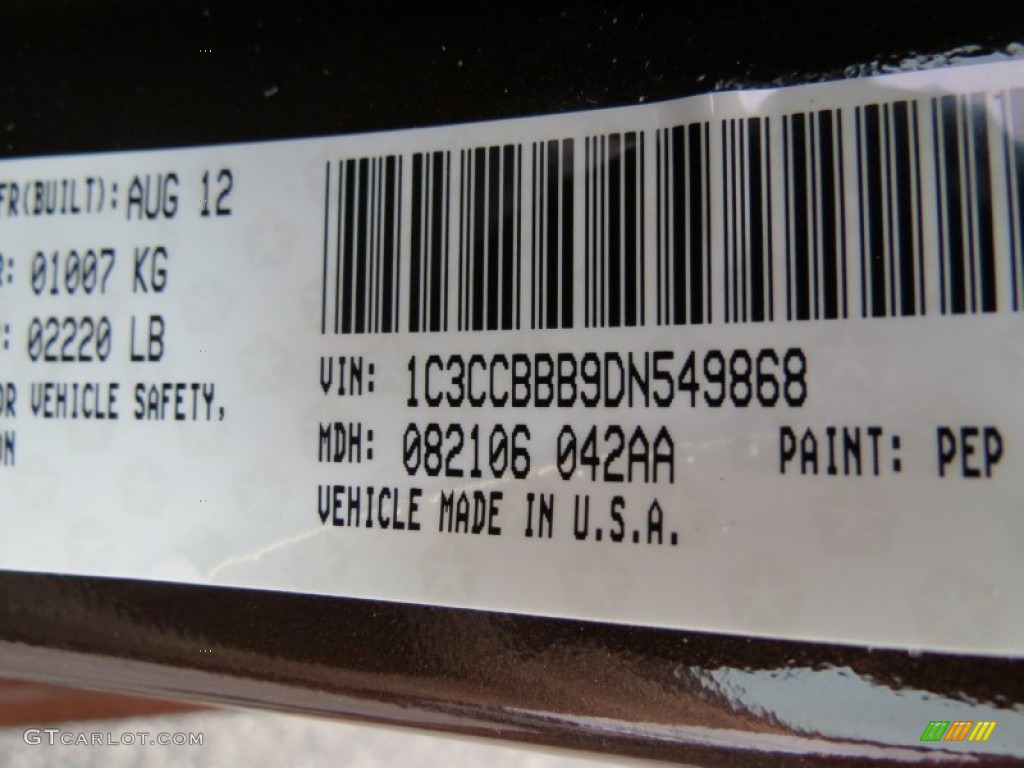 FR(BUILT): AUG 12
R: 01007 KG
: 02220 LB
OR VEHICLE SAFETY,
ON
VIN: 1C3CCBBB9DN549868
MDH: 082106 042AA PAINT: PEP
VEHICLE MADE IN U.S.A.
GTCARLOT.COM